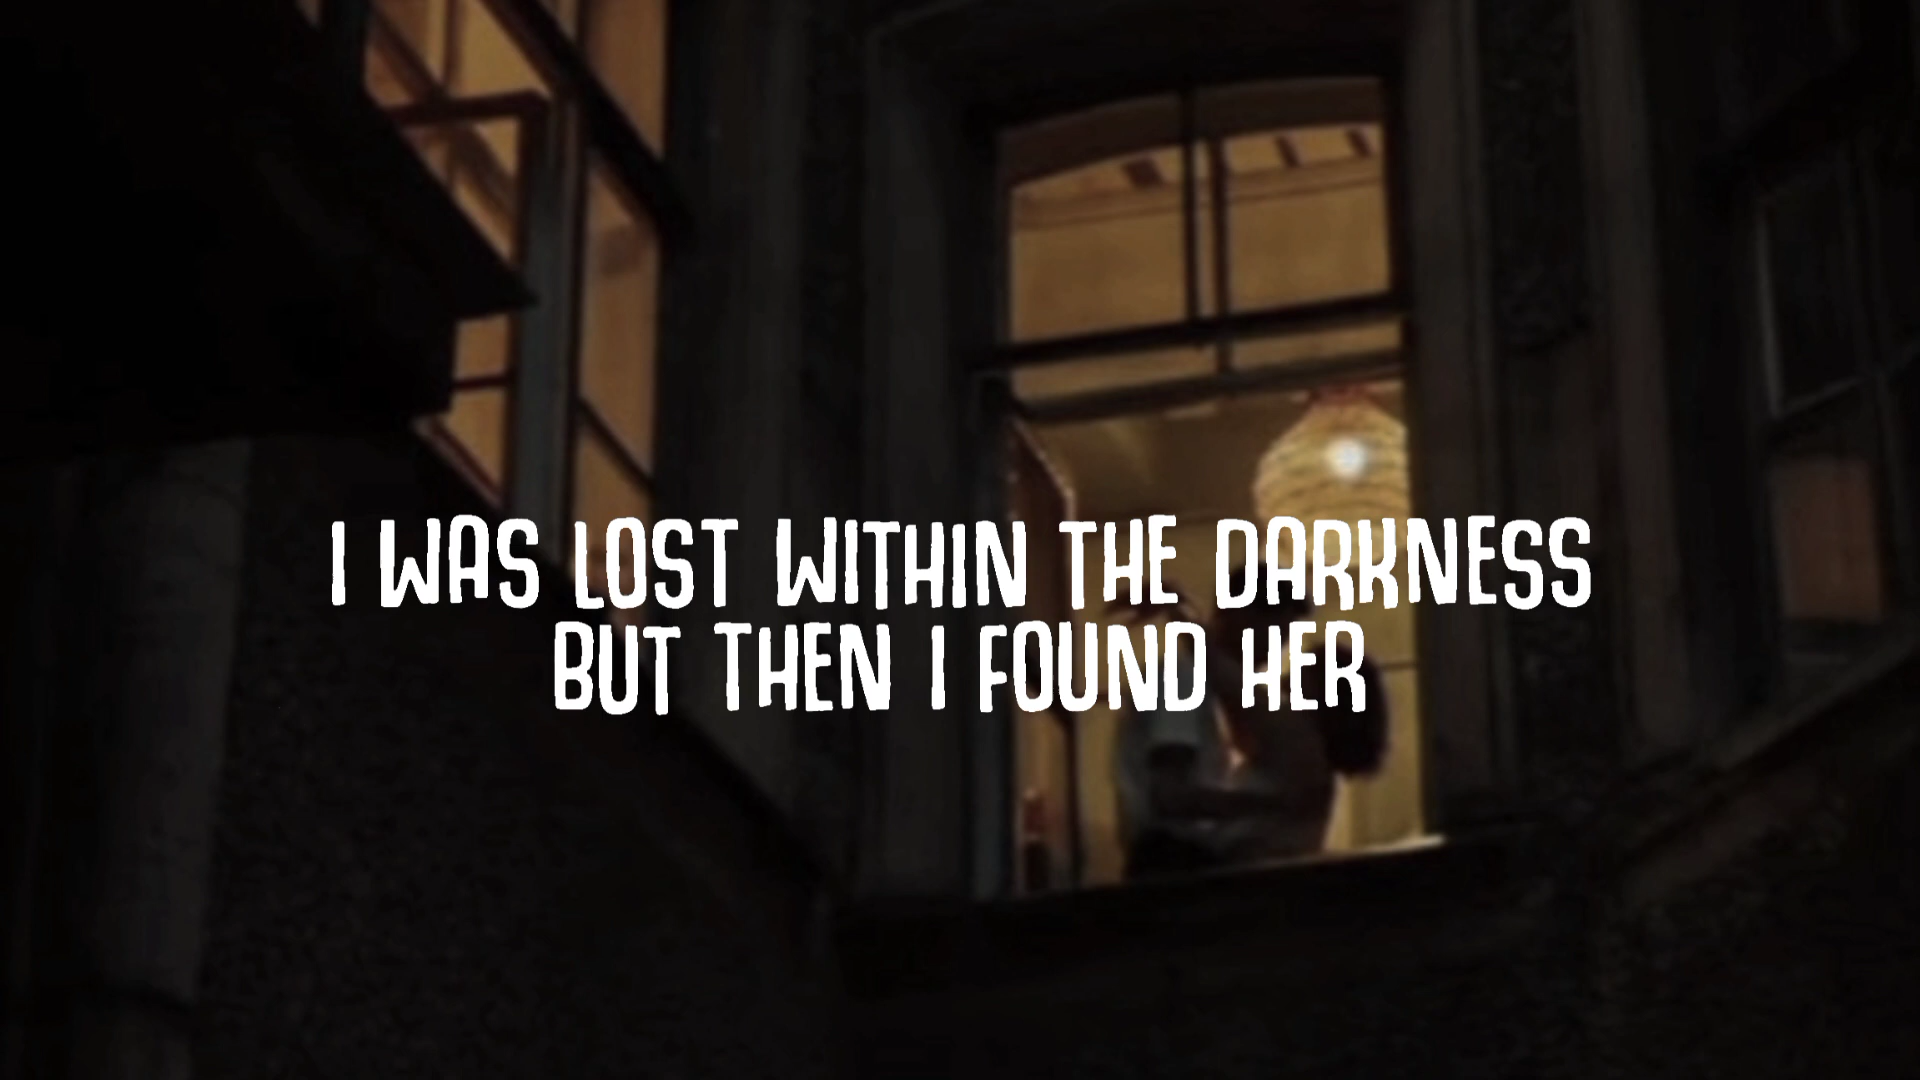 I WAS LOST WITHIN THE DARKNESS
BUT THEN I FOUND HER